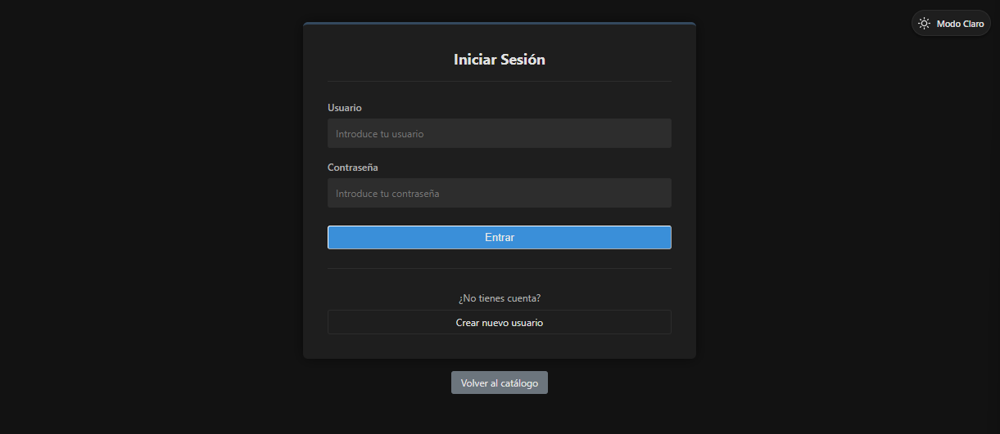 Modo Claro
Iniciar Sesión
Usuario
Introduce tu usuario
Contraseña
Introduce tu contraseña
Entrar
¿No tienes cuenta?
Crear nuevo usuario
Volver al catálogo